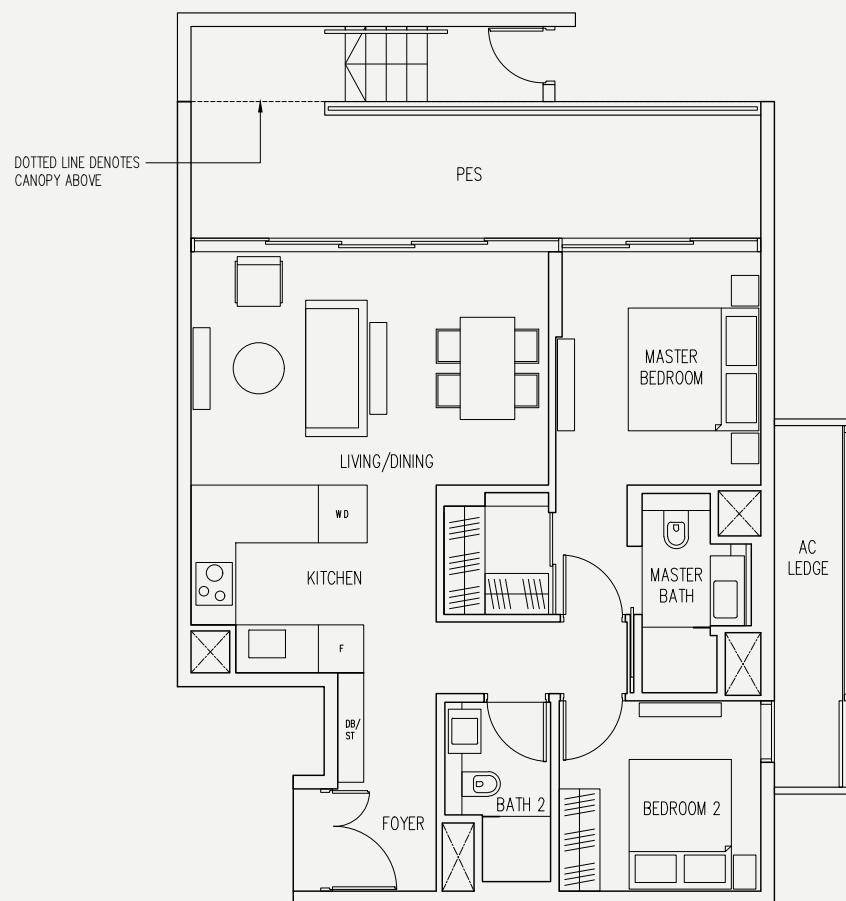 DOTTED LINE DENOTES
CANOPY ABOVE
PES
MASTER
BEDROOM
LIVING/DINING
WD
KITCHEN
MASTER
BATH
AC
LEDGE
F
DB/
ST
BATH 2
FOYER
BEDROOM 2